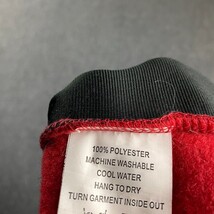 100% POLYESTER
MACHINE WASHABLE
COOL WATER
HANG TO DRY
TURN GARMENT INSIDE OUT